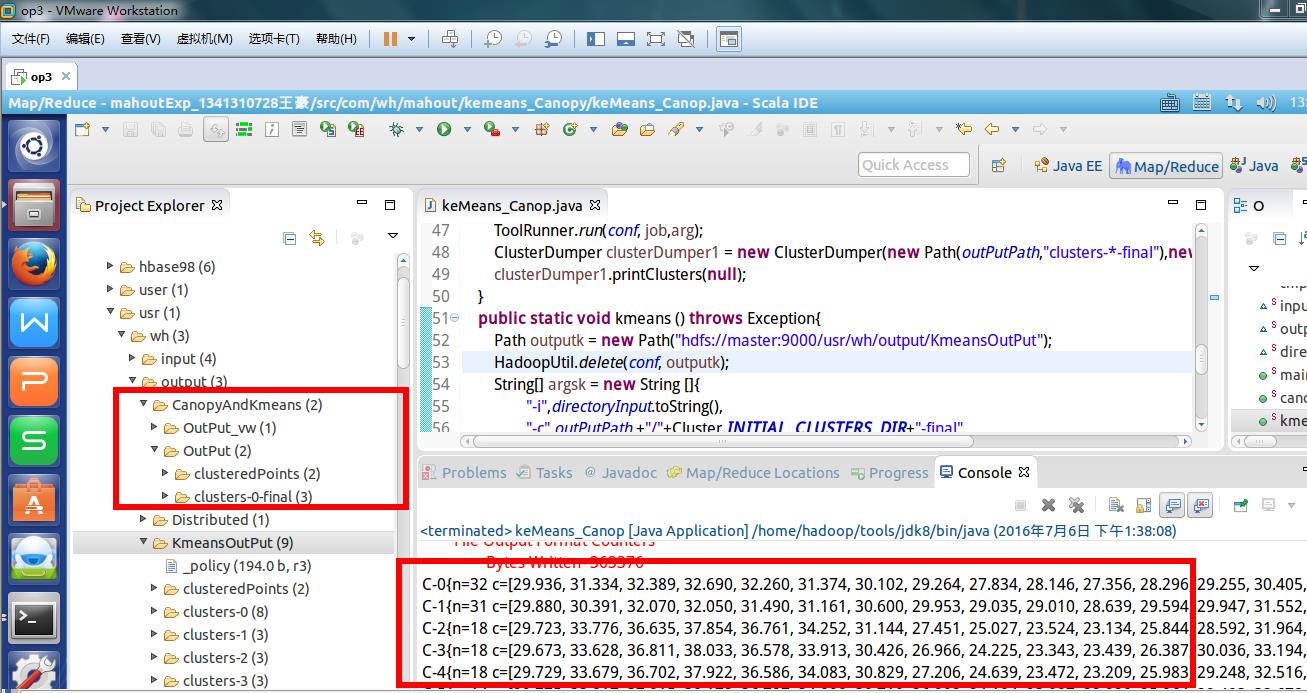 op3 - VMware Workstation
文件(F) 编辑(E) 查看(V) 虚拟机(M) 选项卡(T) 帮助(H)
op3
Map/Reduce - mahoutExp_1341310728王豪/src/com/wh/mahout/kemeans_Canopy/keMeans_Canop.java - Scala IDE
13:
Quick Access
Java EE
Map/Reduce
Java
Project Explorer
hbase98 (6)
user (1)
usr (1)
wh (3)
input (4)
output (3)
CanopyAndKmeans (2)
OutPut_vw (1)
OutPut (2)
clusteredPoints (2)
clusters-0-final (3)
Distributed (1)
KmeansOutPut (9)
_policy (194.0 b, r3)
clusteredPoints (2)
clusters-0 (8)
clusters-1 (3)
clusters-2 (3)
clusters-3 (3)
keMeans_Canop.java
47 ToolRunner.run(conf, job,arg);
48 ClusterDumper clusterDumper1 = new ClusterDumper(new Path(outPutPath,"clusters-*-final"),nev
49 clusterDumper1.printClusters(null);
50 }
51 public static void kmeans () throws Exception{
52 Path outputk = new Path("hdfs://master:9000/usr/wh/output/KmeansOutPut");
53 HadoopUtil.delete(conf, outputk);
54 String[] argsk = new String []{
55 "-i",directoryInput.toString(),
56 "-c",outPutPath +"/"+Cluster.INITIAL_CLUSTERS_DIR+"-final"
O
inpu
outp
dire
mai
cand
kme
Problems Tasks @ Javadoc Map/Reduce Locations Progress Console
<terminated> keMeans_Canop [Java Application] /home/hadoop/tools/jdk8/bin/java (2016年7月6日 下午1:38:08)
File Output Format Counters
Bytes Written=363376
C-0{n=32 c=[29.936, 31.334, 32.389, 32.690, 32.260, 31.374, 30.102, 29.264, 27.834, 28.146, 27.356, 28.296, 29.255, 30.405,
C-1{n=31 c=[29.880, 30.391, 32.070, 32.050, 31.490, 31.161, 30.600, 29.953, 29.035, 29.010, 28.639, 29.594, 29.947, 31.552,
C-2{n=18 c=[29.723, 33.776, 36.635, 37.854, 36.761, 34.252, 31.144, 27.451, 25.027, 23.524, 23.134, 25.844, 28.592, 31.964,
C-3{n=18 c=[29.673, 33.628, 36.811, 38.033, 36.578, 33.913, 30.426, 26.966, 24.225, 23.343, 23.439, 26.387, 30.036, 33.194,
C-4{n=18 c=[29.729, 33.679, 36.702, 37.922, 36.586, 34.083, 30.829, 27.206, 24.639, 23.472, 23.209, 25.983, 29.248, 32.516,